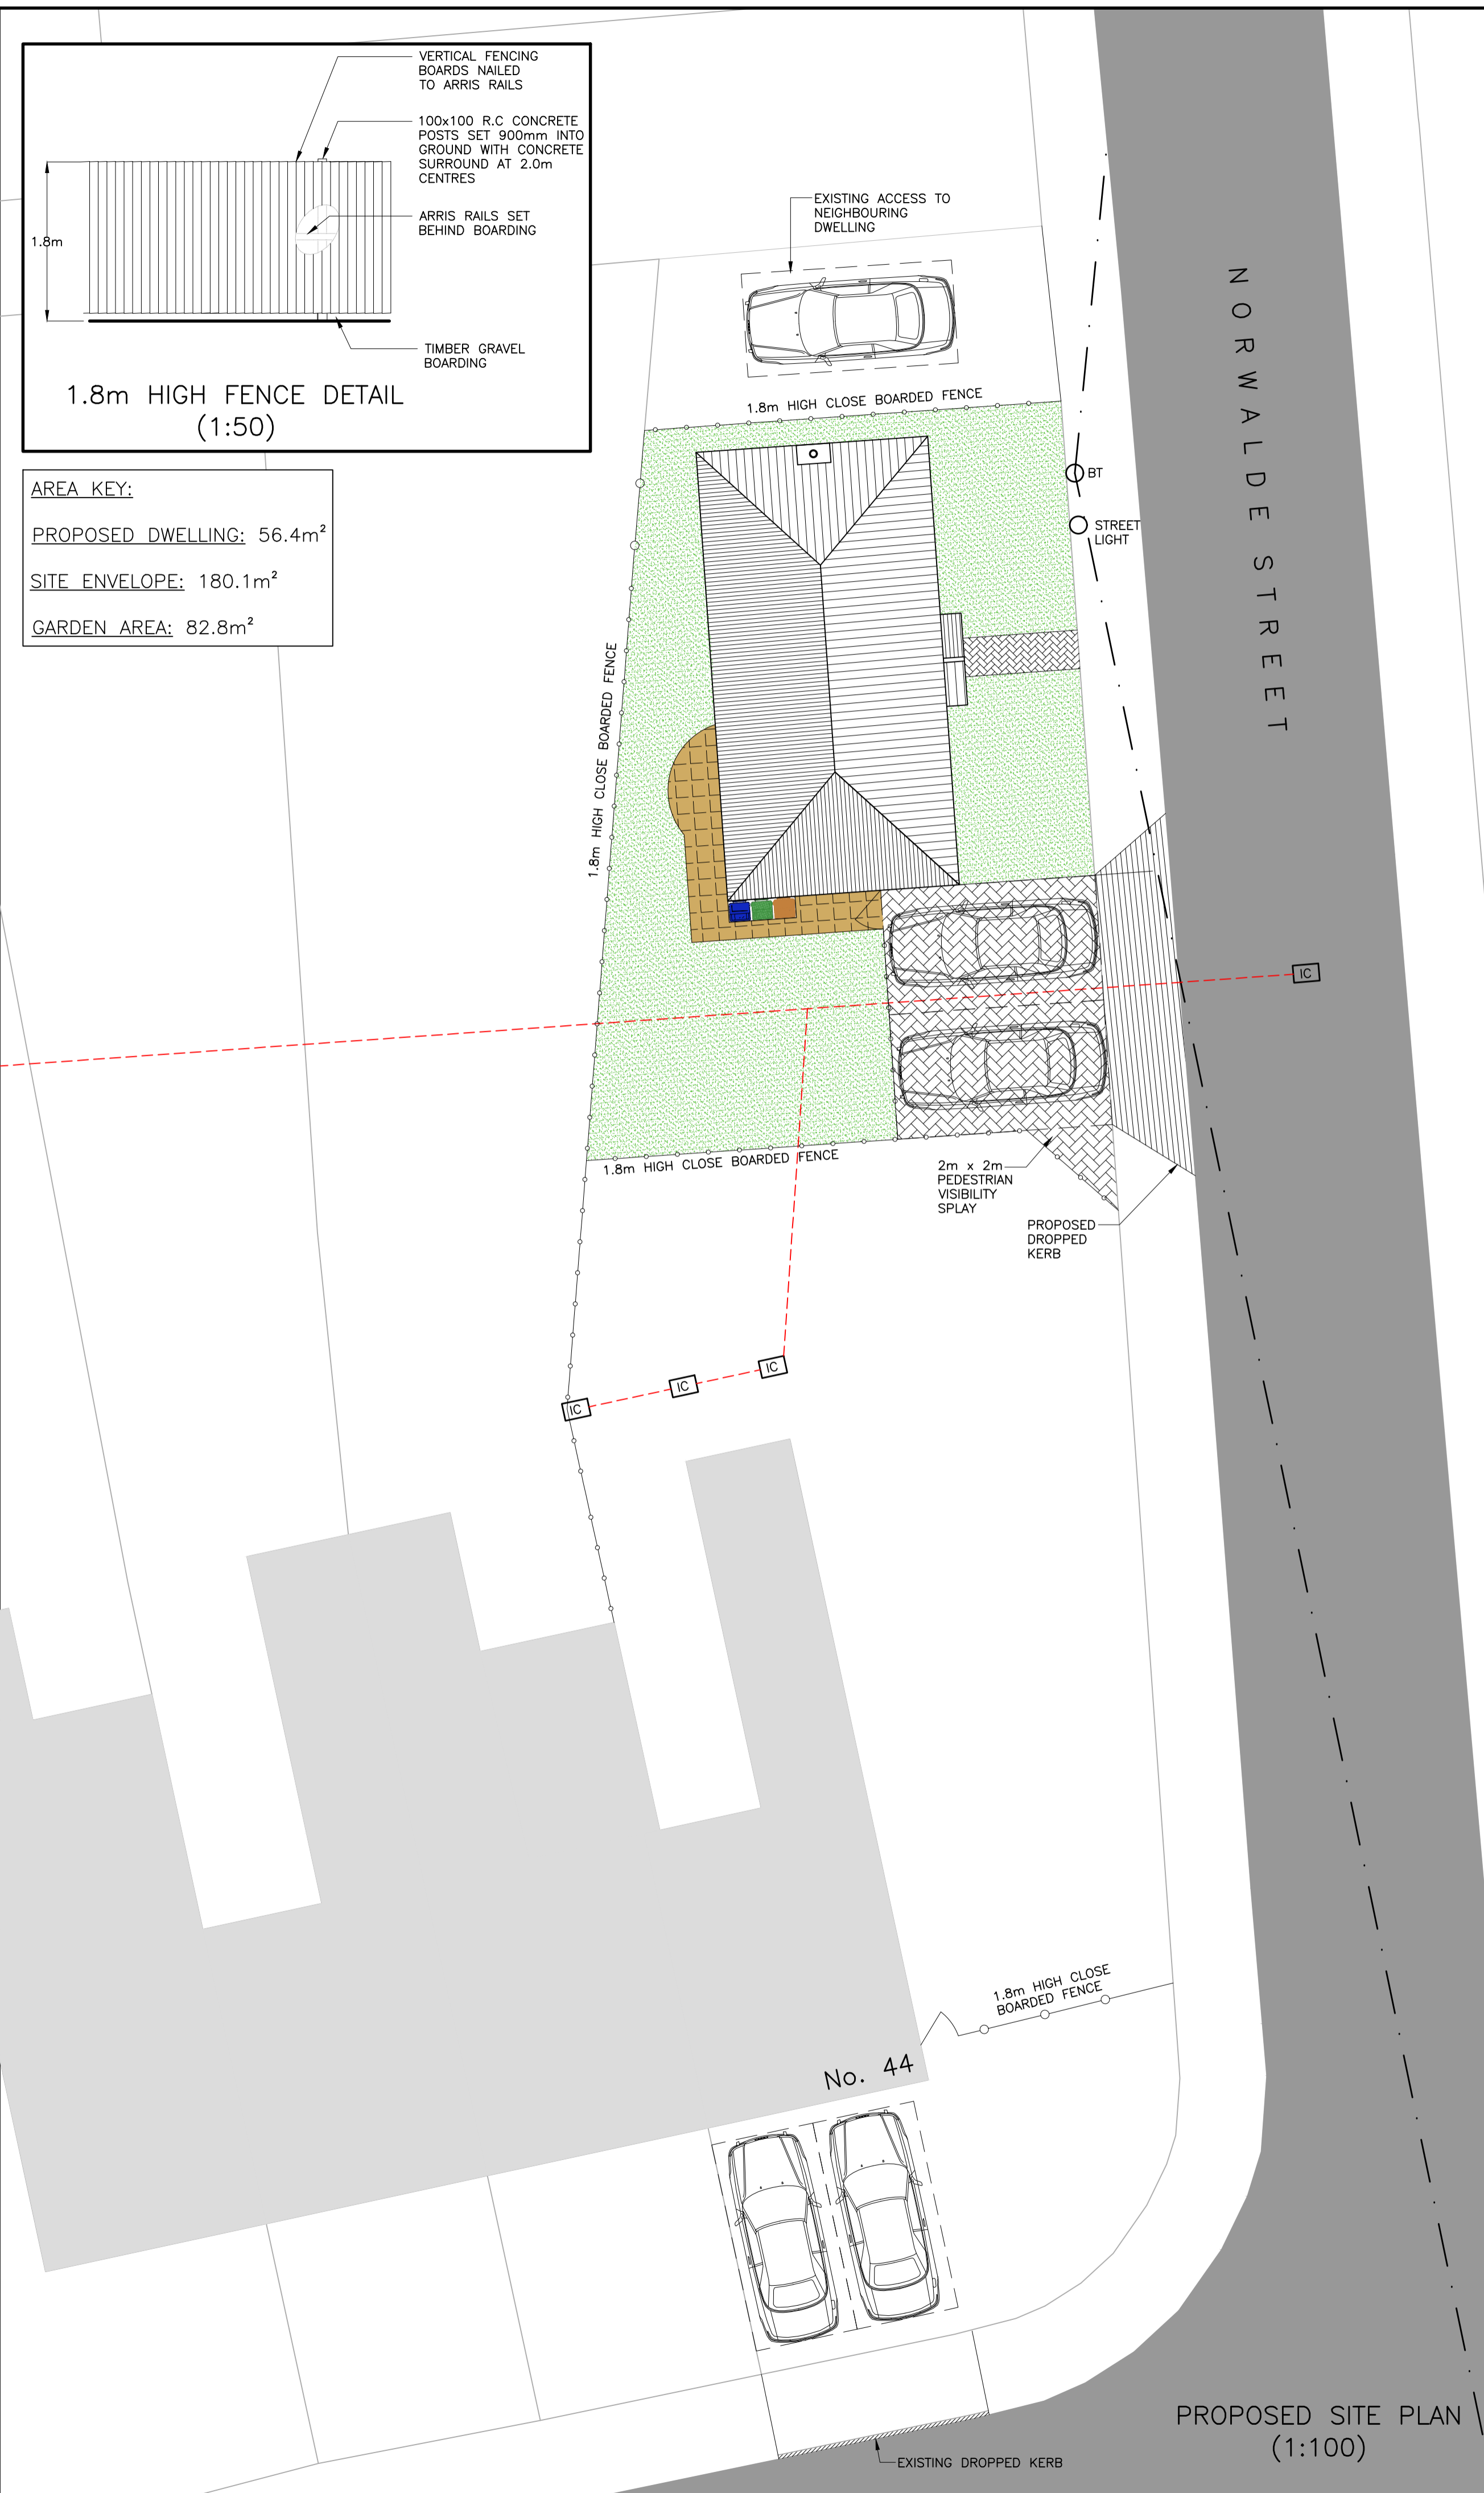 VERTICAL FENCING
BOARDS NAILED
TO ARRIS RAILS
100x100 R.C CONCRETE
POSTS SET 900mm INTO
GROUND WITH CONCRETE
SURROUND AT 2.0m
CENTRES
ARRIS RAILS SET
BEHIND BOARDING
1.8m
TIMBER GRAVEL
BOARDING
1.8m HIGH FENCE DETAIL
(1:50)
AREA KEY:
PROPOSED DWELLING: 56.4m²
SITE ENVELOPE: 180.1m²
GARDEN AREA: 82.8m²
EXISTING ACCESS TO
NEIGHBOURING
DWELLING
1.8m HIGH CLOSE BOARDED FENCE
BT
STREET
LIGHT
NORWALDE STREET
1.8m HIGH CLOSE BOARDED FENCE
IC
1.8m HIGH CLOSE BOARDED FENCE
2m x 2m
PEDESTRIAN
VISIBILITY
SPLAY
PROPOSED
DROPPED
KERB
IC
IC
IC
1.8m HIGH CLOSE
BOARDED FENCE
No. 44
EXISTING DROPPED KERB
PROPOSED SITE PLAN
(1:100)